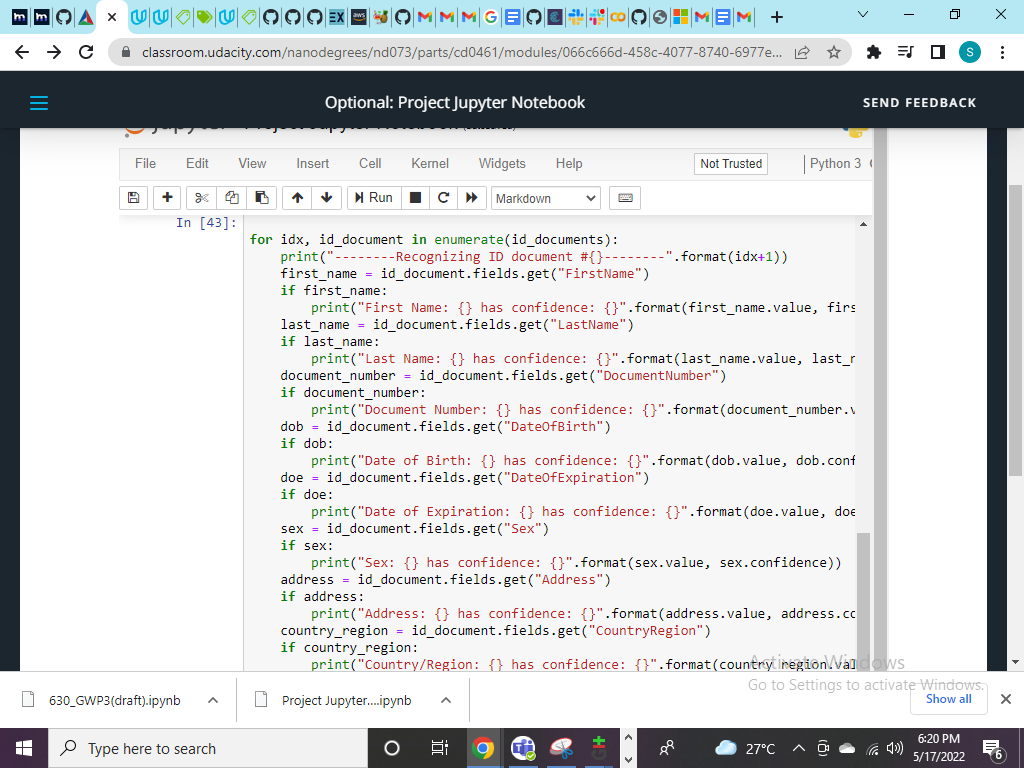 classroom.udacity.com/nanodegrees/nd073/parts/cd0461/modules/066c666d-458c-4077-8740-6977e...
S
Optional: Project Jupyter Notebook
SEND FEEDBACK
File Edit View Insert Cell Kernel Widgets Help Not Trusted Python 3
Run Markdown
In [43]:
for idx, id_document in enumerate(id_documents):
print("--------Recognizing ID document #{}--------".format(idx+1))
first_name = id_document.fields.get("FirstName")
if first_name:
print("First Name: {} has confidence: {}".format(first_name.value, firs
last_name = id_document.fields.get("LastName")
if last_name:
print("Last Name: {} has confidence: {}".format(last_name.value, last_n
document_number = id_document.fields.get("DocumentNumber")
if document_number:
print("Document Number: {} has confidence: {}".format(document_number.v
dob = id_document.fields.get("DateOfBirth")
if dob:
print("Date of Birth: {} has confidence: {}".format(dob.value, dob.conf
doe = id_document.fields.get("DateOfExpiration")
if doe:
print("Date of Expiration: {} has confidence: {}".format(doe.value, doe
sex = id_document.fields.get("Sex")
if sex:
print("Sex: {} has confidence: {}".format(sex.value, sex.confidence))
address = id_document.fields.get("Address")
if address:
print("Address: {} has confidence: {}".format(address.value, address.co
country_region = id_document.fields.get("CountryRegion")
if country_region:
print("Country/Region: {} has confidence: {}".format(country_region.val
Activate Windows
Go to Settings to activate Windows.
630_GWP3(draft).ipynb
Project Jupyter....ipynb
Show all
Type here to search
27°C
6:20 PM
5/17/2022
6